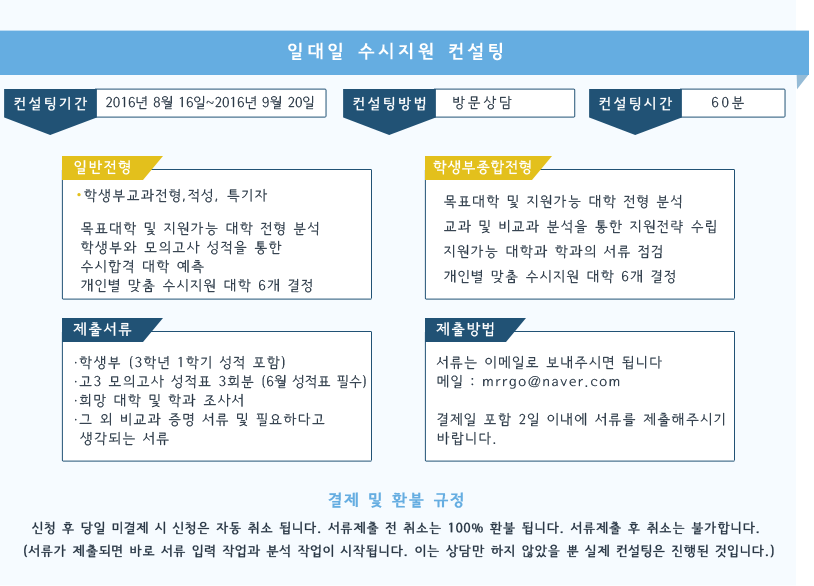 일대일 수시지원 컨설팅
컨설팅기간 2016년 8월 16일~2016년 9월 20일 컨설팅방법 방문상담 컨설팅시간 60분
일반전형
·학생부교과전형,적성, 특기자
목표대학 및 지원가능 대학 전형 분석
학생부와 모의고사 성적을 통한
수시합격 대학 예측
개인별 맞춤 수시지원 대학 6개 결정
학생부종합전형
목표대학 및 지원가능 대학 전형 분석
교과 및 비교과 분석을 통한 지원전략 수립
지원가능 대학과 학과의 서류 점검
개인별 맞춤 수시지원 대학 6개 결정
제출서류
·학생부 (3학년 1학기 성적 포함)
·고3 모의고사 성적표 3회분 (6월 성적표 필수)
·희망 대학 및 학과 조사서
·그 외 비교과 증명 서류 및 필요하다고
생각되는 서류
제출방법
서류는 이메일로 보내주시면 됩니다
메일 : mrrgo@naver.com
결제일 포함 2일 이내에 서류를 제출해주시기
바랍니다.
결제 및 환불 규정
신청 후 당일 미결제 시 신청은 자동 취소 됩니다. 서류제출 전 취소는 100% 환불 됩니다. 서류제출 후 취소는 불가합니다.
(서류가 제출되면 바로 서류 입력 작업과 분석 작업이 시작됩니다. 이는 상담만 하지 않았을 뿐 실제 컨설팅은 진행된 것입니다.)